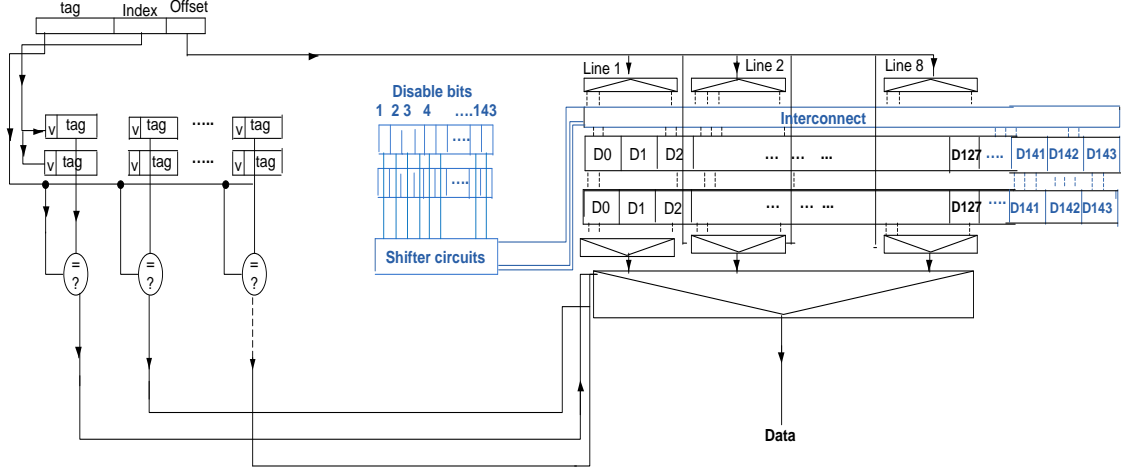 tag Index Offset
Line 1 Line 2 Line 8
Disable bits
1 2 3 4 ....143
Interconnect
v tag v tag ..... v tag
....
D0 D1 D2 ... ... ... D127 .... D141 D142 D143
v tag v tag ..... v tag
....
D0 D1 D2 ... ... ... D127 .... D141 D142 D143
Shifter circuits
= ? = ? = ?
Data